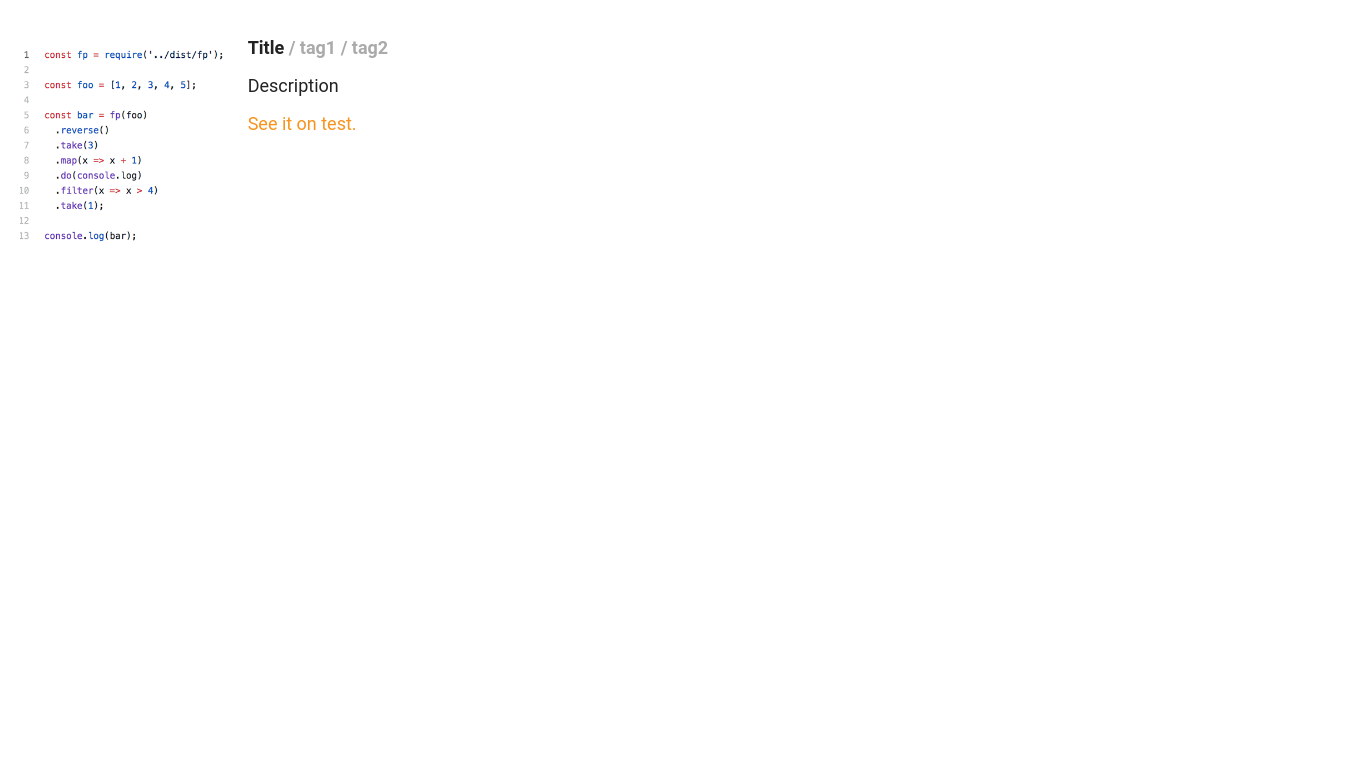 1 const fp = require('../dist/fp');
2
3 const foo = [1, 2, 3, 4, 5];
4
5 const bar = fp(foo)
6   .reverse()
7   .take(3)
8   .map(x => x + 1)
9   .do(console.log)
10   .filter(x => x > 4)
11   .take(1);
12
13 console.log(bar);
Title / tag1 / tag2
Description
See it on test.